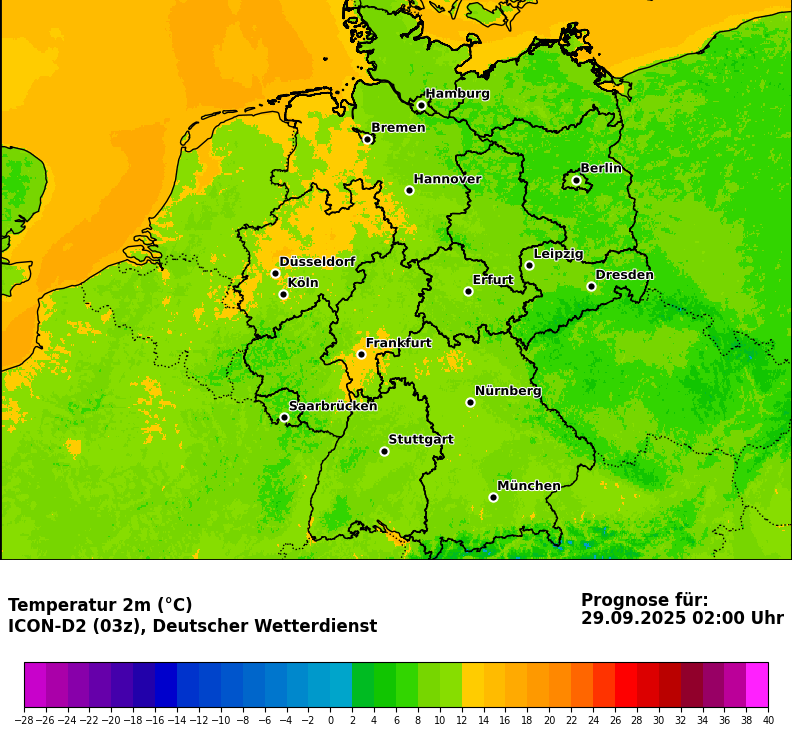 Hamburg
Bremen
Berlin
Hannover
Leipzig
Düsseldorf
Dresden
Köln
Erfurt
Frankfurt
Nürnberg
Saarbrücken
Stuttgart
München
Temperatur 2m (°C)
ICON-D2 (03z), Deutscher Wetterdienst
Prognose für:
29.09.2025 02:00 Uhr
−28 −26 −24 −22 −20 −18 −16 −14 −12 −10 −8 −6 −4 −2 0 2 4 6 8 10 12 14 16 18 20 22 24 26 28 30 32 34 36 38 40